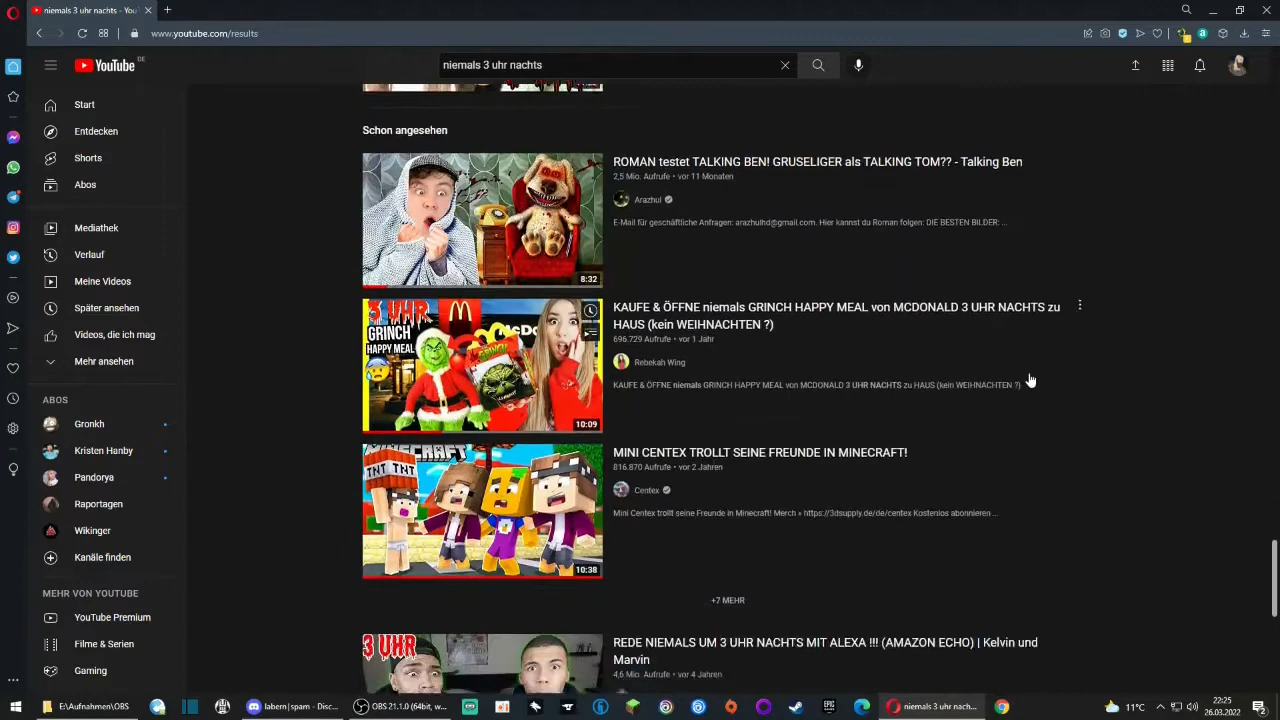 niemals 3 uhr nachts - You
www.youtube.com/results
YouTube DE
niemals 3 uhr nachts
Start
Entdecken
Shorts
Abos
Mediathek
Verlauf
Meine Videos
Später ansehen
Videos, die ich mag
Mehr ansehen
ABOS
Gronkh
Kristen Hanby
Pandorya
Raportagen
Wikinger
Kanäle finden
MEHR VON YOUTUBE
YouTube Premium
Filme & Serien
Gaming
Schon angesehen
8:32
ROMAN testet TALKING BEN! GRUSELIGER als TALKING TOM?? - Talking Ben
2,5 Mio. Aufrufe • vor 11 Monaten
Arazhul
E-Mail für geschäftliche Anfragen: arazhulhd@gmail.com. Hier kannst du Roman folgen: DIE BESTEN BILDER: ...
3 UHR
GRINCH
HAPPY MEAL
10:09
KAUFE & ÖFFNE niemals GRINCH HAPPY MEAL von MCDONALD 3 UHR NACHTS zu
HAUS (kein WEIHNACHTEN ?)
696.729 Aufrufe • vor 1 Jahr
Rebekah Wing
KAUFE & ÖFFNE niemals GRINCH HAPPY MEAL von MCDONALD 3 UHR NACHTS zu HAUS (kein WEIHNACHTEN ?)
MINECRAFT
TNT TNT
10:38
MINI CENTEX TROLLT SEINE FREUNDE IN MINECRAFT!
816.870 Aufrufe • vor 2 Jahren
Centex
Mini Centex trollt seine Freunde in Minecraft! Merch » https://3dsupply.de/de/centex Kostenlos abonnieren ...
+7 MEHR
3 UHR
REDE NIEMALS UM 3 UHR NACHTS MIT ALEXA !!! (AMAZON ECHO) | Kelvin und
Marvin
4,6 Mio. Aufrufe • vor 4 Jahren
E:\Aufnahmen\OBS
labern|spam - Disc...
OBS 21.1.0 (64bit, w...
niemals 3 uhr nach...
11°C
22:25
26.03.2022